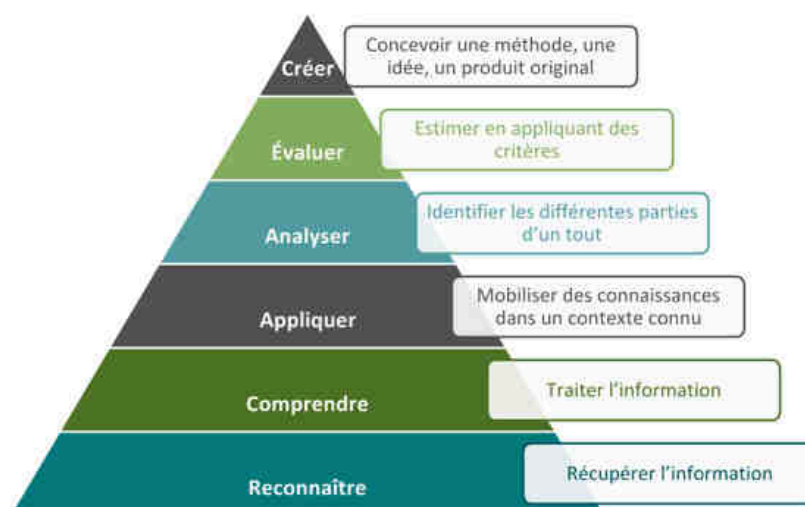 Créer
Concevoir une méthode, une
idée, un produit original
Évaluer
Estimer en appliquant des
critères
Analyser
Identifier les différentes parties
d'un tout
Appliquer
Mobiliser des connaissances
dans un contexte connu
Comprendre
Traiter l'information
Reconnaître
Récupérer l'information